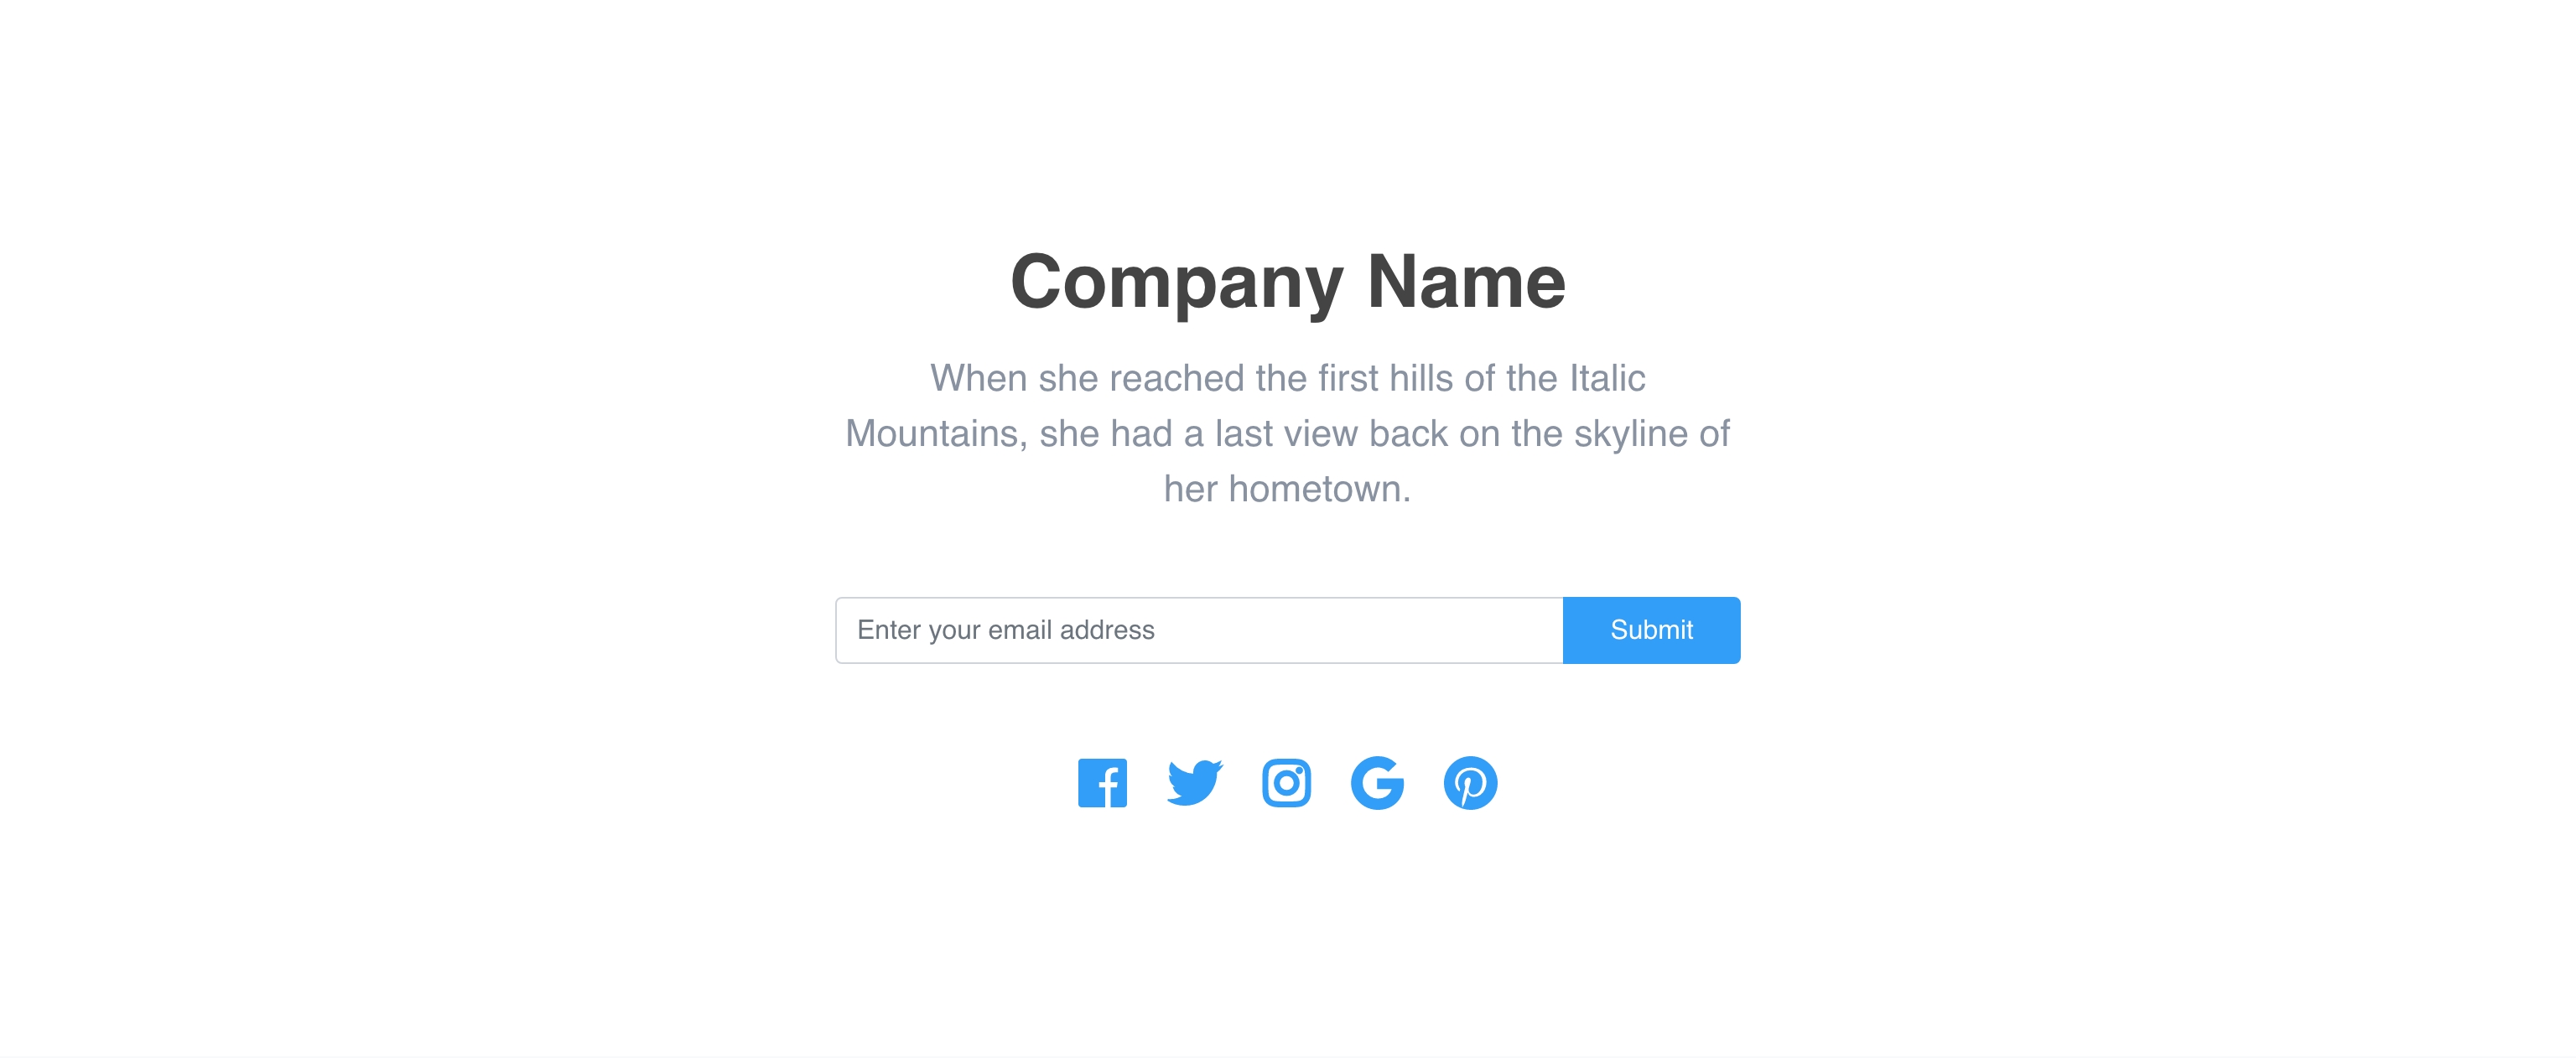 Company Name
When she reached the first hills of the Italic
Mountains, she had a last view back on the skyline of
her hometown.
Enter your email address
Submit